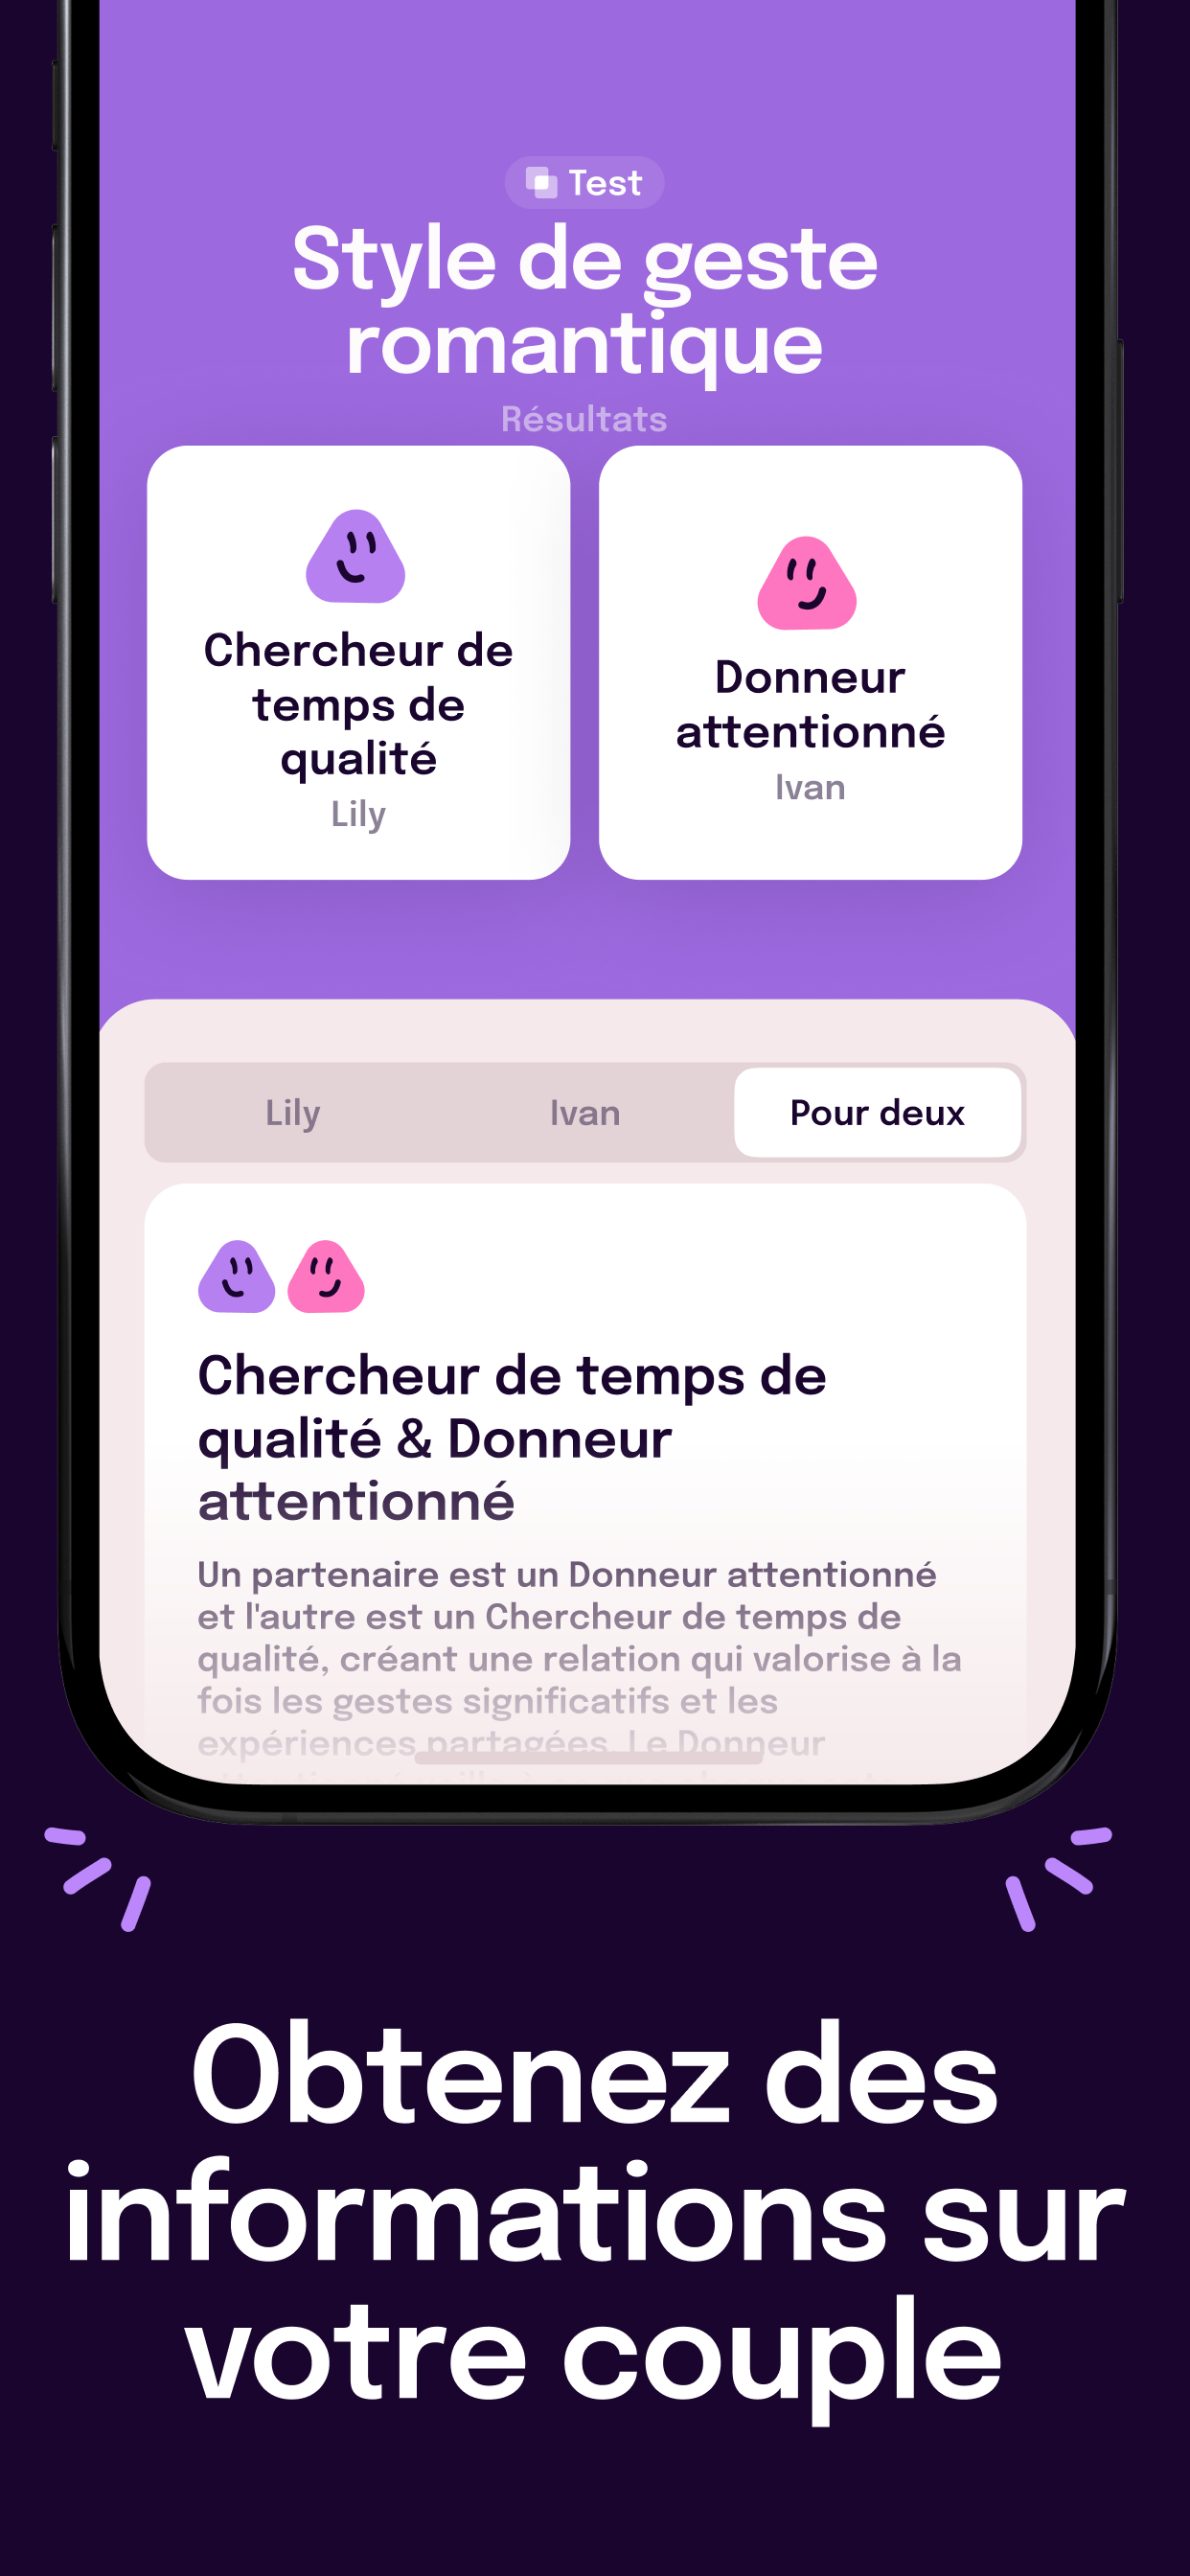 Test
Style de geste
romantique
Résultats
Chercheur de
temps de
qualité
Lily
Donneur
attentionné
Ivan
Lily
Ivan
Pour deux
Chercheur de temps de
qualité & Donneur
attentionné
Un partenaire est un Donneur attentionné
et l'autre est un Chercheur de temps de
qualité, créant une relation qui valorise à la
fois les gestes significatifs et les
expériences partagées. Le Donneur
Obtenez des
informations sur
votre couple